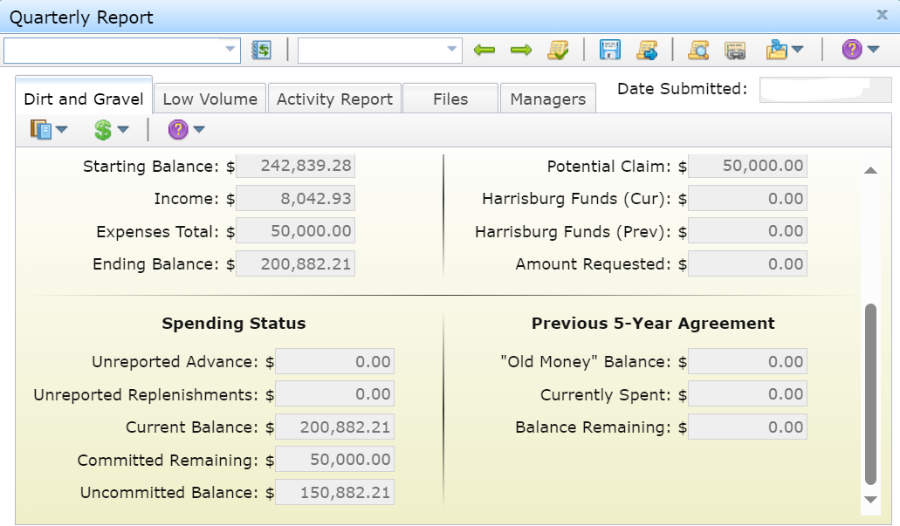 Quarterly Report
Date Submitted:
Dirt and Gravel Low Volume Activity Report Files Managers
Starting Balance: $ 242,839.28
Income: $ 8,042.93
Expenses Total: $ 50,000.00
Ending Balance: $ 200,882.21
Potential Claim: $ 50,000.00
Harrisburg Funds (Cur): $ 0.00
Harrisburg Funds (Prev): $ 0.00
Amount Requested: $ 0.00
Spending Status
Unreported Advance: $ 0.00
Unreported Replenishments: $ 0.00
Current Balance: $ 200,882.21
Committed Remaining: $ 50,000.00
Uncommitted Balance: $ 150,882.21
Previous 5-Year Agreement
"Old Money" Balance: $ 0.00
Currently Spent: $ 0.00
Balance Remaining: $ 0.00